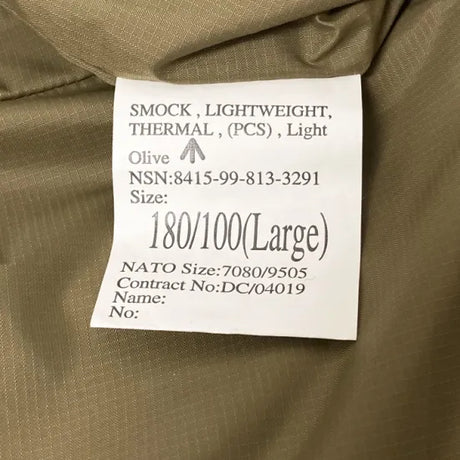 SMOCK , LIGHTWEIGHT,
THERMAL , (PCS) , Light
Olive
NSN:8415-99-813-3291
Size:
180/100(Large)
NATO Size:7080/9505
Contract No:DC/04019
Name:
No: